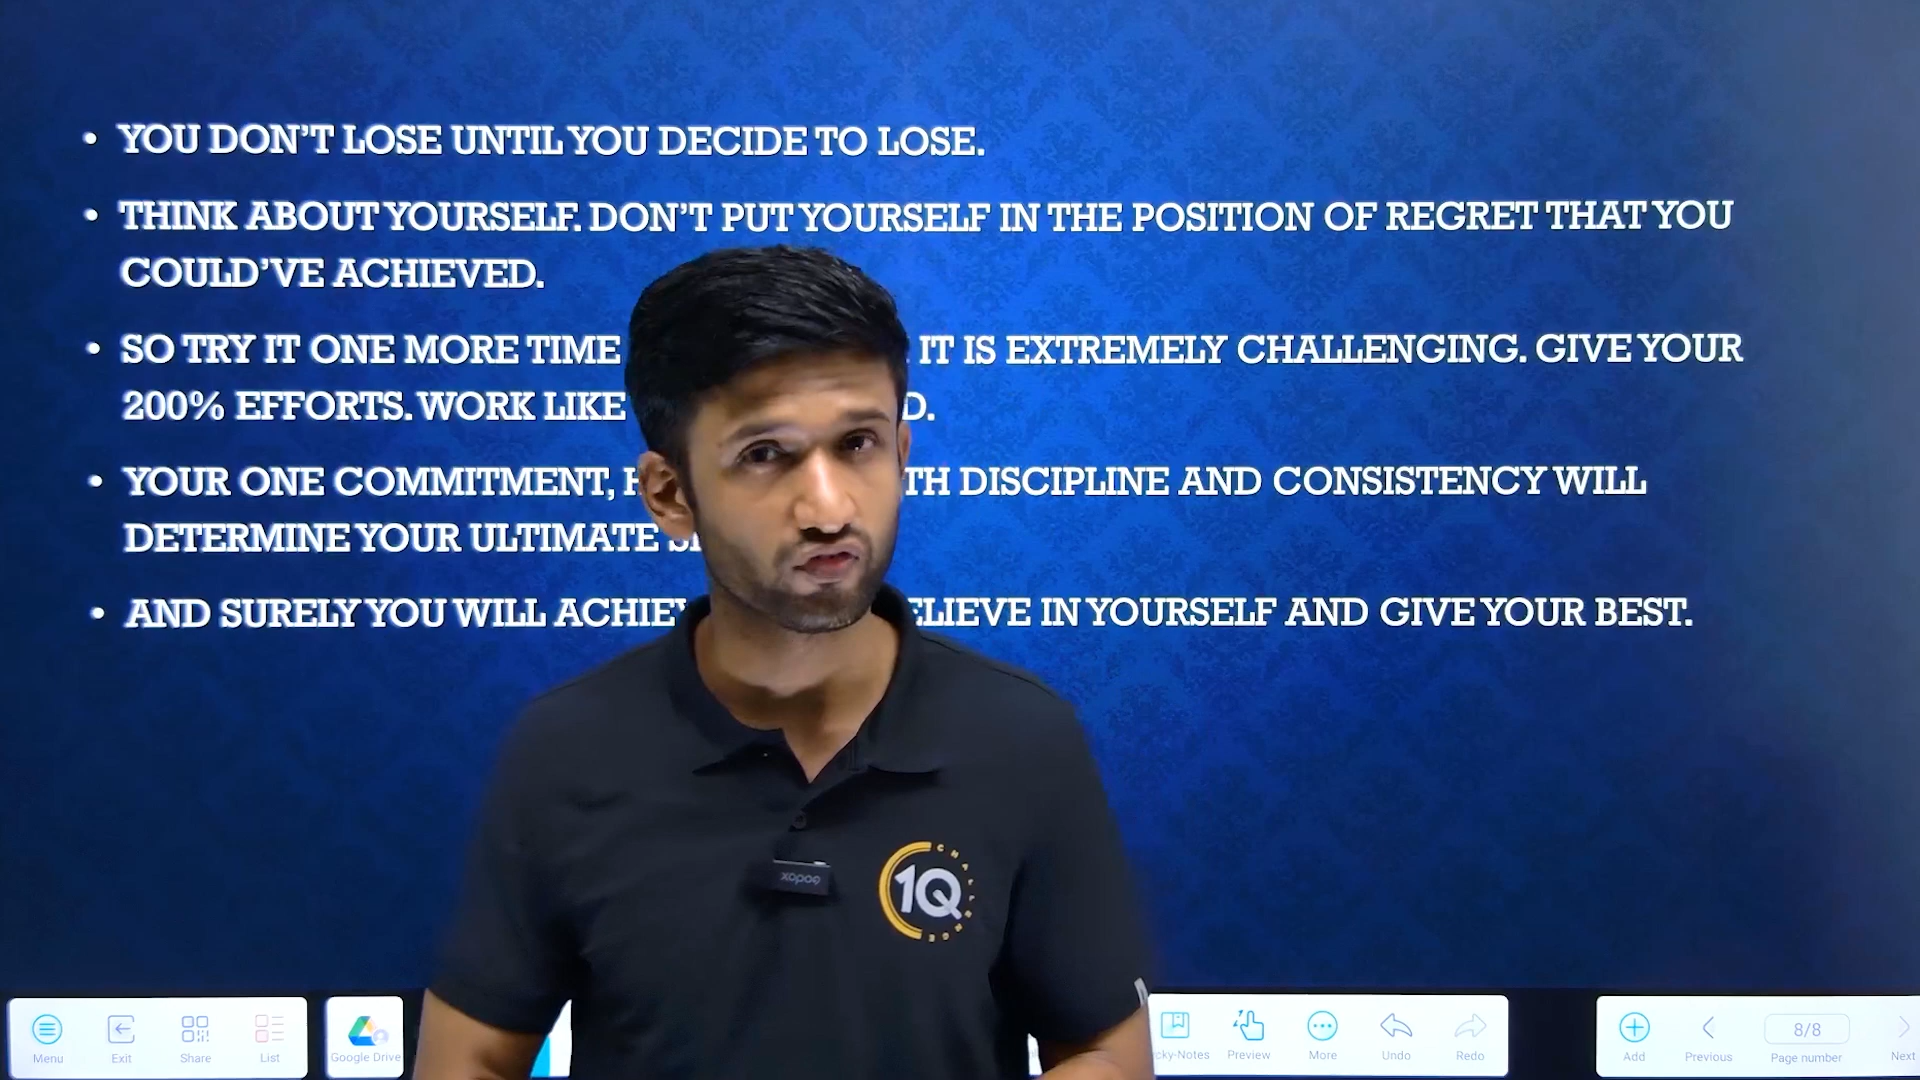 • YOU DON'T LOSE UNTIL YOU DECIDE TO LOSE.
• THINK ABOUT YOURSELF. DON'T PUT YOURSELF IN THE POSITION OF REGRET THAT YOU
COULD'VE ACHIEVED.
• SO TRY IT ONE MORE TIME IT IS EXTREMELY CHALLENGING. GIVE YOUR
200% EFFORTS. WORK LIKE
• YOUR ONE COMMITMENT, DISCIPLINE AND CONSISTENCY WILL
DETERMINE YOUR ULTIMATE
• AND SURELY YOU WILL IN YOURSELF AND GIVE YOUR BEST.
CHALLENGE
1Q
Menu Exit Share List Google Drive Preview More Undo Redo Add Previous 8/8 Page number Next